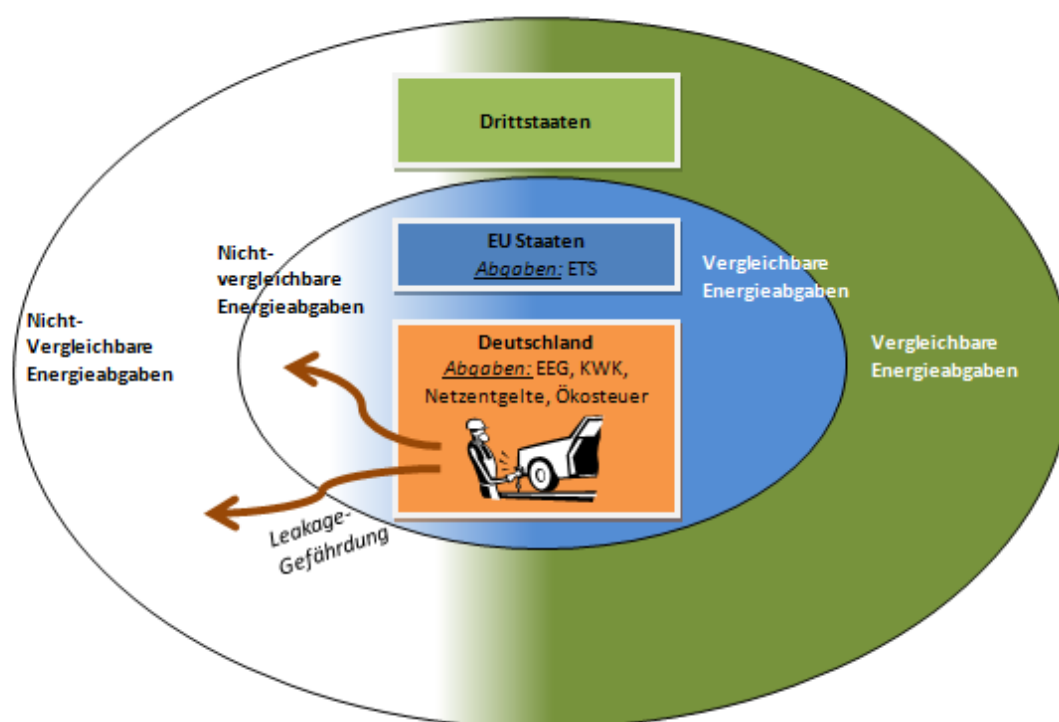 Drittstaaten
EU Staaten
Abgaben: ETS
Nicht-
vergleichbare
Energieabgaben
Vergleichbare
Energieabgaben
Nicht-
Vergleichbare
Energieabgaben
Deutschland
Abgaben: EEG, KWK,
Netzentgelte, Ökosteuer
Vergleichbare
Energieabgaben
Leakage-
Gefährdung